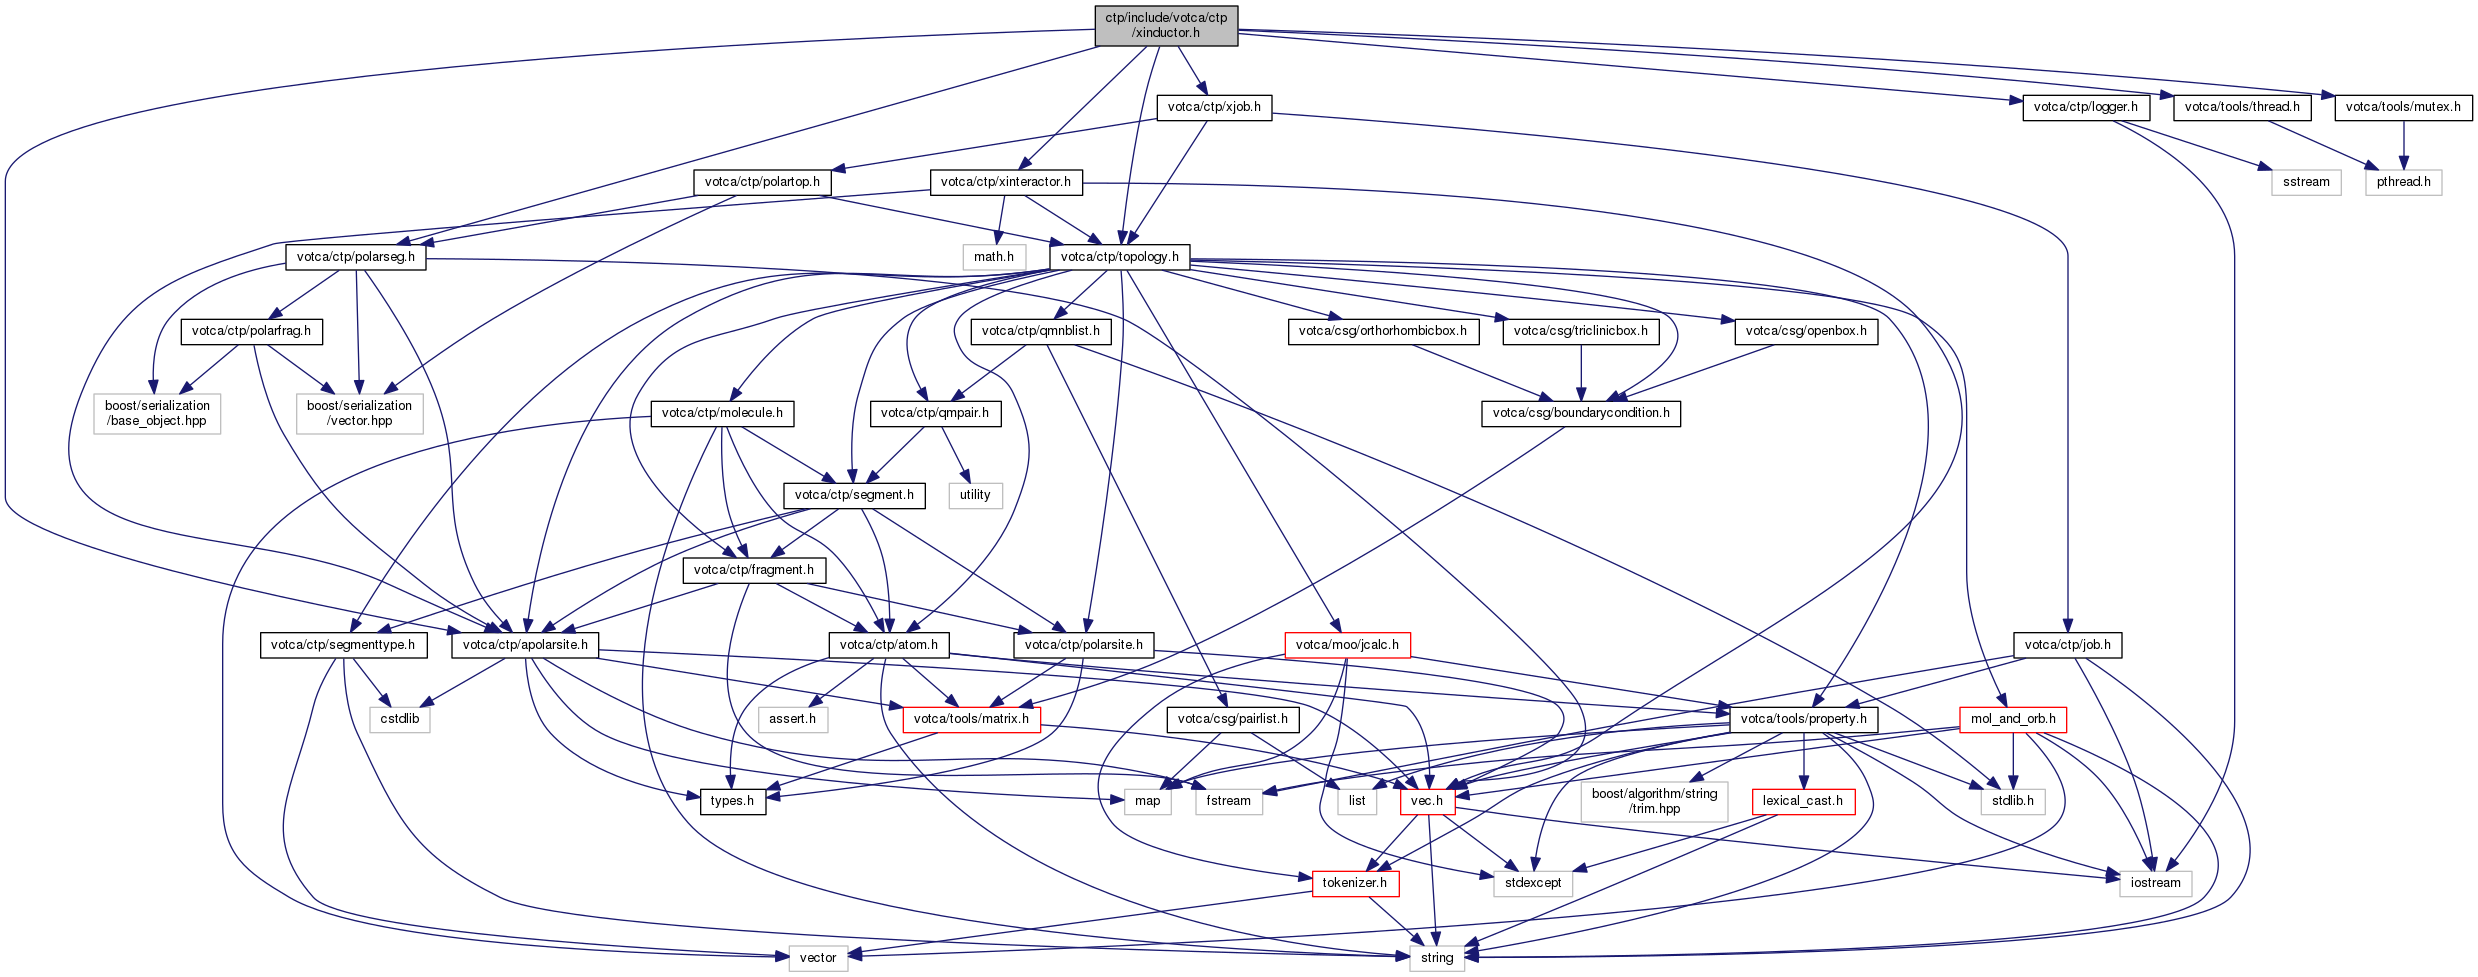 ctp/include/votca/ctp
/xinductor.h
votca/ctp/xjob.h
votca/ctp/logger.h
votca/tools/thread.h
votca/tools/mutex.h
votca/ctp/polartop.h
votca/ctp/xinteractor.h
sstream
pthread.h
votca/ctp/polarseg.h
math.h
votca/ctp/topology.h
votca/ctp/polarfrag.h
votca/ctp/qmnblist.h
votca/csg/orthorhombicbox.h
votca/csg/triclinicbox.h
votca/csg/openbox.h
boost/serialization
/base_object.hpp
boost/serialization
/vector.hpp
votca/ctp/molecule.h
votca/ctp/qmpair.h
votca/csg/boundarycondition.h
votca/ctp/segment.h
utility
votca/ctp/fragment.h
votca/ctp/segmenttype.h
votca/ctp/apolarsite.h
votca/ctp/atom.h
votca/ctp/polarsite.h
votca/moo/jcalc.h
votca/ctp/job.h
cstdlib
assert.h
votca/tools/matrix.h
votca/csg/pairlist.h
votca/tools/property.h
mol_and_orb.h
types.h
map
fstream
list
vec.h
boost/algorithm/string
/trim.hpp
lexical_cast.h
stdlib.h
tokenizer.h
stdexcept
iostream
vector
string